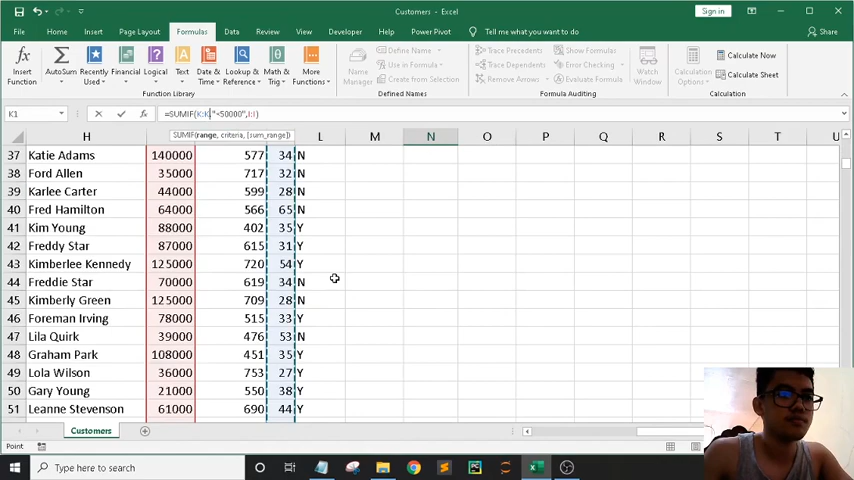 Customers - Excel
Sign in
File Home Insert Page Layout Formulas Data Review View Developer Help Power Pivot Tell me what you want to do Share
Insert Function
AutoSum
Recently Used
Financial
Logical
Text
Date & Time
Lookup & Reference
Math & Trig
More Functions
Function Library
Name Manager
Define Name
Use in Formula
Create from Selection
Defined Names
Trace Precedents
Trace Dependents
Remove Arrows
Show Formulas
Error Checking
Evaluate Formula
Formula Auditing
Watch Window
Calculation Options
Calculate Now
Calculate Sheet
Calculation
K1 =SUMIF(K:K"<50000",I:I)
SUMIF(range, criteria, [sum_range])
H L M N O P Q R S T U
37 Katie Adams 140000 577 34 N
38 Ford Allen 35000 717 32 N
39 Karlee Carter 44000 599 28 N
40 Fred Hamilton 64000 566 65 N
41 Kim Young 88000 402 35 Y
42 Freddy Star 87000 615 31 Y
43 Kimberlee Kennedy 125000 720 54 Y
44 Freddie Star 70000 619 34 N
45 Kimberly Green 125000 709 28 N
46 Foreman Irving 78000 515 33 Y
47 Lila Quirk 39000 476 53 N
48 Graham Park 108000 451 35 Y
49 Lola Wilson 36000 753 27 Y
50 Gary Young 21000 550 38 Y
51 Leanne Stevenson 61000 690 44 Y
Customers
Point
Type here to search